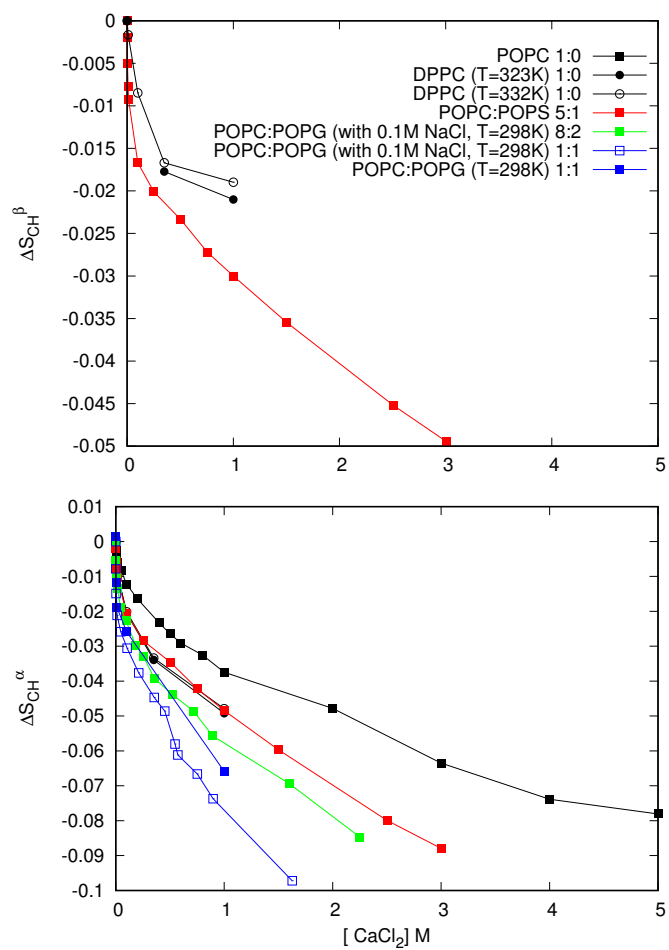 0
-0.005
-0.01
-0.015
-0.02
-0.025
-0.03
-0.035
-0.04
-0.045
-0.05
0 1 2 3 4 5
ΔS_CH^β
POPC 1:0
DPPC (T=323K) 1:0
DPPC (T=332K) 1:0
POPC:POPS 5:1
POPC:POPG (with 0.1M NaCl, T=298K) 8:2
POPC:POPG (with 0.1M NaCl, T=298K) 1:1
POPC:POPG (T=298K) 1:1
0.01
0
-0.01
-0.02
-0.03
-0.04
-0.05
-0.06
-0.07
-0.08
-0.09
-0.1
0 1 2 3 4 5
ΔS_CH^α
[ CaCl₂] M